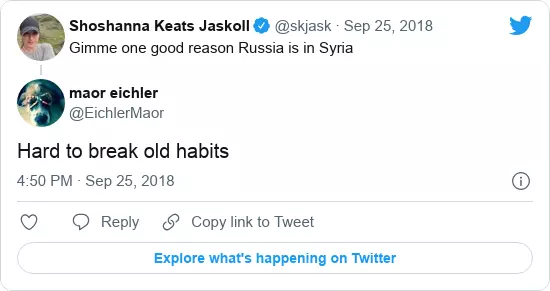 Shoshanna Keats Jaskoll @skjask · Sep 25, 2018
Gimme one good reason Russia is in Syria
maor eichler
@EichlerMaor
Hard to break old habits
4:50 PM · Sep 25, 2018
Reply Copy link to Tweet
Explore what's happening on Twitter